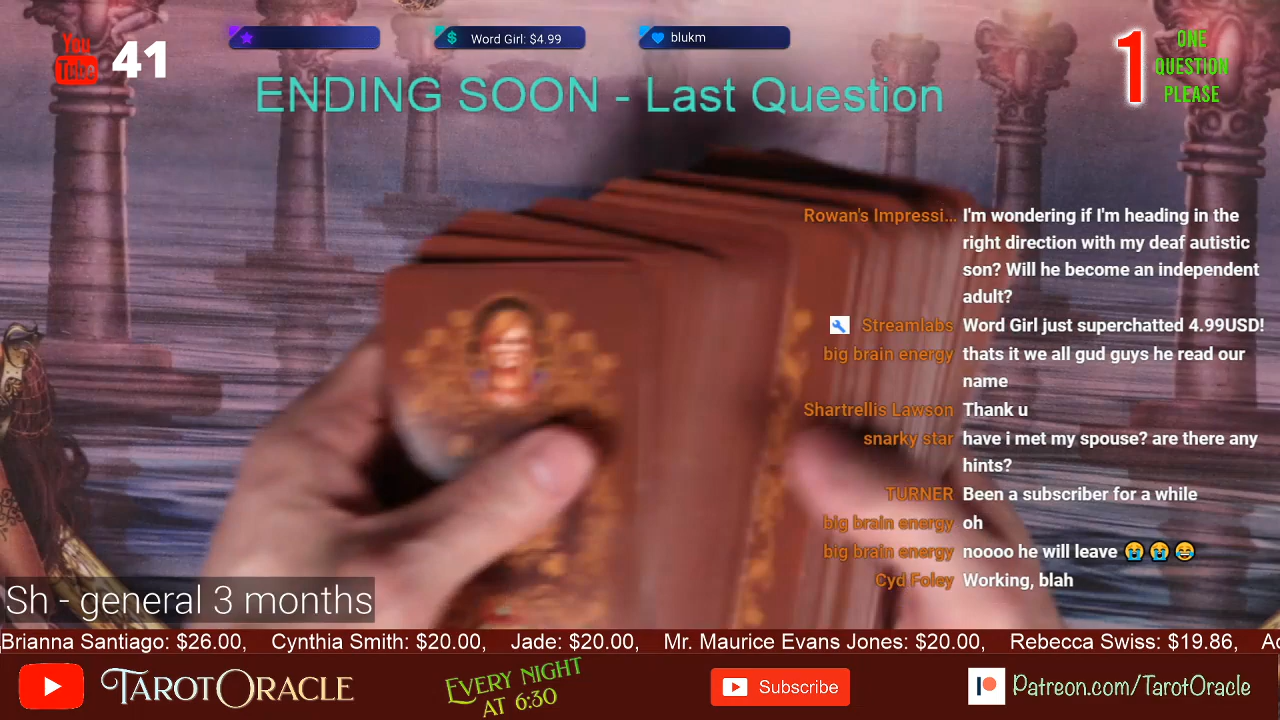 You
Tube
41
Word Girl: $4.99
blukm
1
ONE
QUESTION
PLEASE
ENDING SOON - Last Question
Rowan's Impressi... I'm wondering if I'm heading in the
right direction with my deaf autistic
son? Will he become an independent
adult?
Streamlabs Word Girl just superchatted 4.99USD!
big brain energy thats it we all gud guys he read our
name
Shartrellis Lawson Thank u
snarky star have i met my spouse? are there any
hints?
TURNER Been a subscriber for a while
big brain energy oh
big brain energy noooo he will leave 😭😭😂
Cyd Foley Working, blah
Sh - general 3 months
Brianna Santiago: $26.00, Cynthia Smith: $20.00, Jade: $20.00, Mr. Maurice Evans Jones: $20.00, Rebecca Swiss: $19.86, Ac
TAROTORACLE
EVERY NIGHT
AT 6:30
Subscribe
Patreon.com/TarotOracle